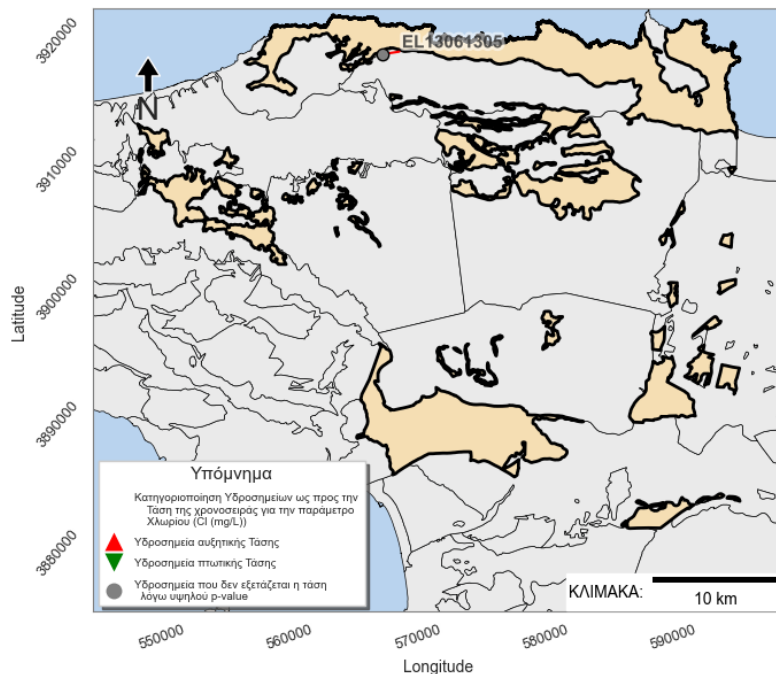 3920000
EL13061305
N
3910000
3900000
Latitude
3890000
3880000
Υπόμνημα
Κατηγοριοποίηση Υδροσημείων ως προς την
Τάση της χρονοσειράς για την παράμετρο
Χλωρίου (Cl (mg/L))
Υδροσημεία αυξητικής Τάσης
Υδροσημεία πτωτικής Τάσης
Υδροσημεία που δεν εξετάζεται η τάση
λόγω υψηλού p-value
ΚΛΙΜΑΚΑ:
10 km
550000
560000
570000
580000
590000
Longitude